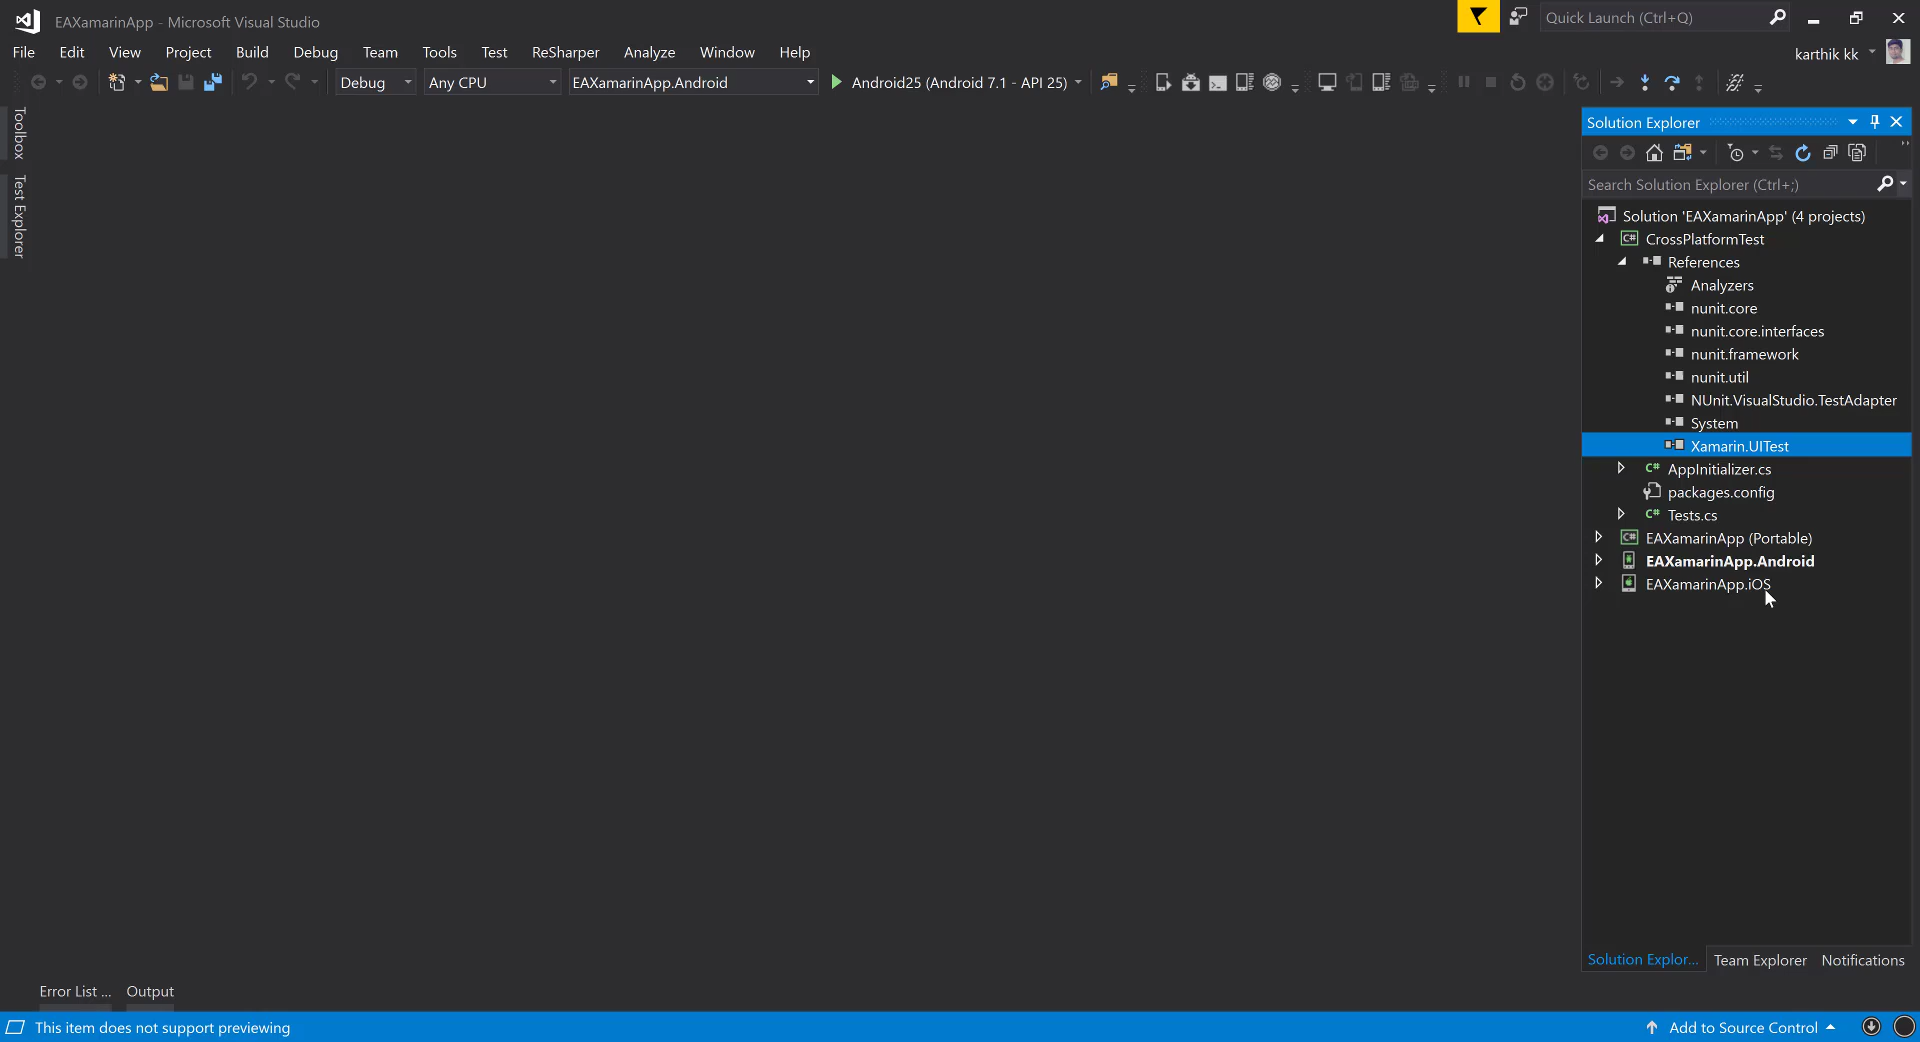 EAXamarinApp - Microsoft Visual Studio
Quick Launch (Ctrl+Q)
File Edit View Project Build Debug Team Tools Test ReSharper Analyze Window Help
karthik kk
Debug Any CPU EAXamarinApp.Android Android25 (Android 7.1 - API 25)
Toolbox
Test Explorer
Solution Explorer
Search Solution Explorer (Ctrl+;)
Solution 'EAXamarinApp' (4 projects)
C# CrossPlatformTest
References
Analyzers
nunit.core
nunit.core.interfaces
nunit.framework
nunit.util
NUnit.VisualStudio.TestAdapter
System
Xamarin.UITest
C# AppInitializer.cs
packages.config
C# Tests.cs
C# EAXamarinApp (Portable)
EAXamarinApp.Android
EAXamarinApp.iOS
Solution Explor... Team Explorer Notifications
Error List ... Output
This item does not support previewing
Add to Source Control